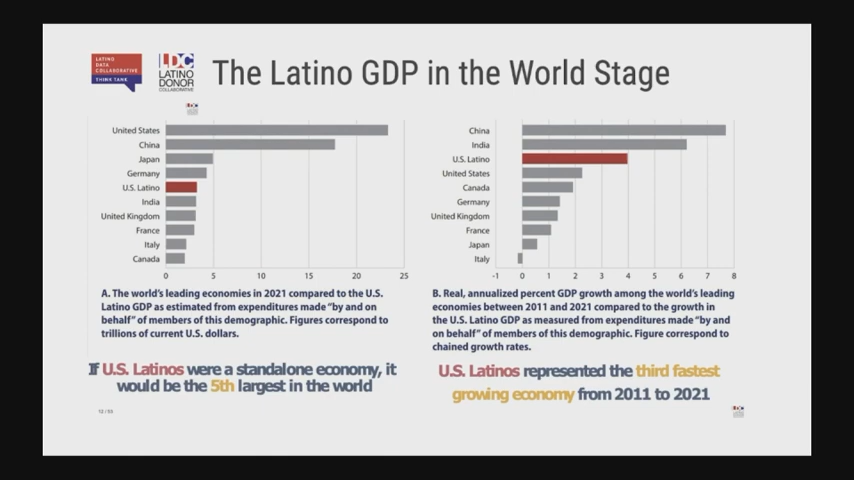 LATINO
DATA
COLLABORATIVE
THINK TANK
LDC
LATINO
DONOR
COLLABORATIVE
The Latino GDP in the World Stage
United States
China
Japan
Germany
U.S. Latino
India
United Kingdom
France
Italy
Canada
0 5 10 15 20 25
A. The world's leading economies in 2021 compared to the U.S.
Latino GDP as estimated from expenditures made "by and on
behalf" of members of this demographic. Figures correspond to
trillions of current U.S. dollars.
If U.S. Latinos were a standalone economy, it
would be the 5th largest in the world
China
India
U.S. Latino
United States
Canada
Germany
United Kingdom
France
Japan
Italy
-1 0 1 2 3 4 5 6 7 8
B. Real, annualized percent GDP growth among the world's leading
economies between 2011 and 2021 compared to the growth in
the U.S. Latino GDP as measured from expenditures made "by and
on behalf" of members of this demographic. Figure correspond to
chained growth rates.
U.S. Latinos represented the third fastest
growing economy from 2011 to 2021